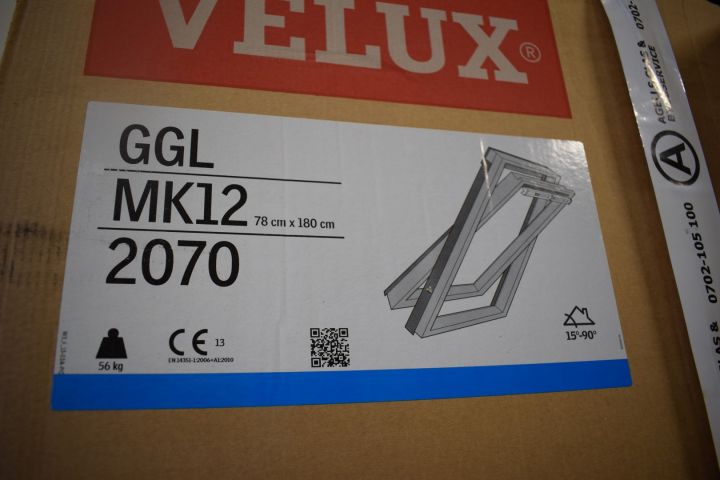 VELUX®
GGL
MK12 78 cm x 180 cm
2070
56 kg
CE 13
EN 14351-1:2006+A1:2010
15°-90°
0702-
A
0702-105 100